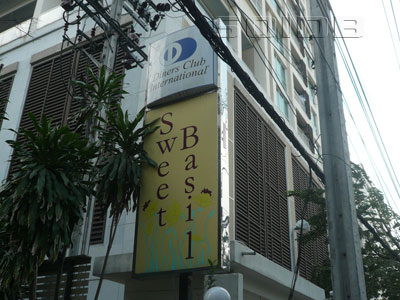 Diners Club
International
Sweet
Basil